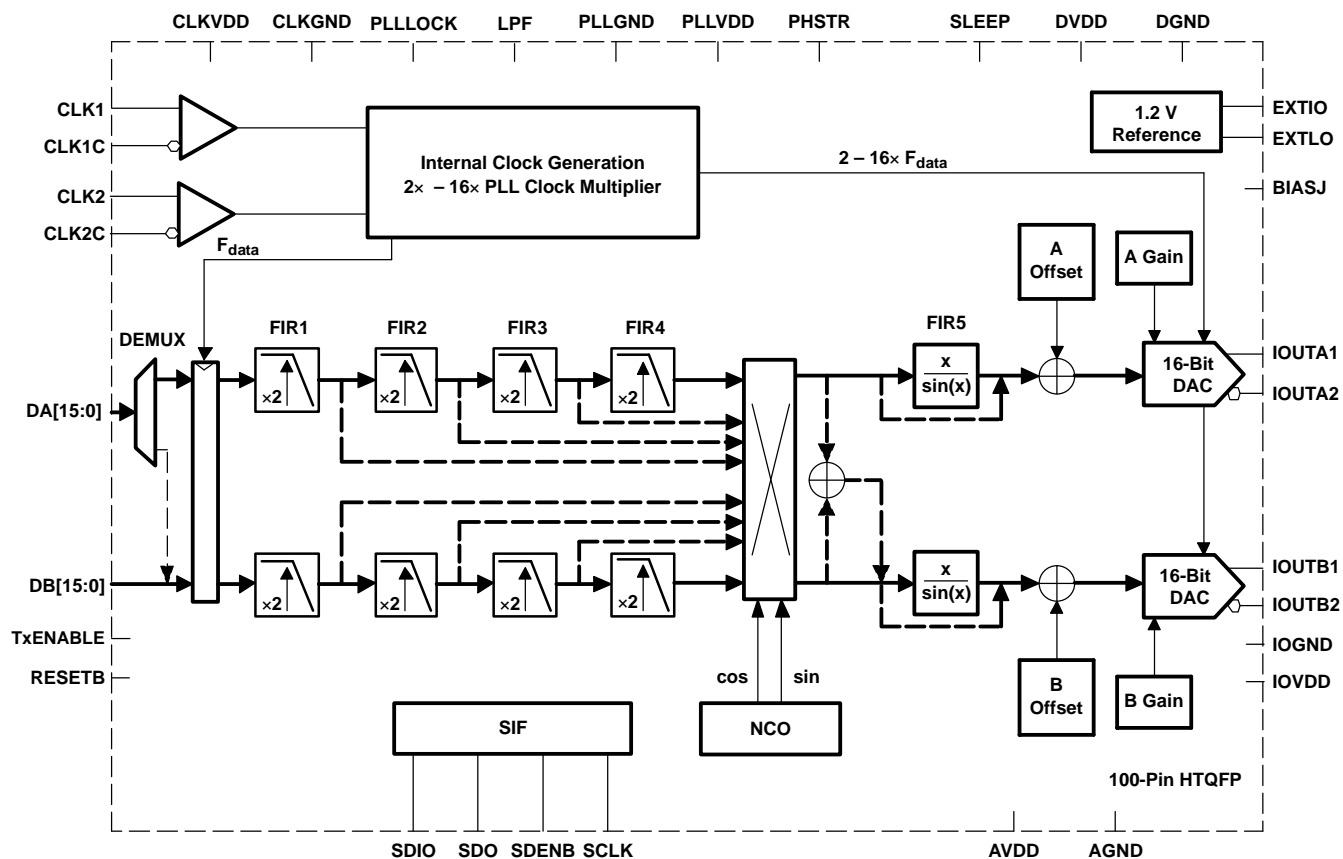 CLKVDD
CLKGND
PLLLOCK
LPF
PLLGND
PLLVDD
PHSTR
SLEEP
DVDD
DGND
CLK1
CLK1C
CLK2
CLK2C
Internal Clock Generation
2× – 16× PLL Clock Multiplier
2 – 16× Fdata
1.2 V
Reference
EXTIO
EXTLO
BIASJ
Fdata
A
Offset
A Gain
DEMUX
FIR1
FIR2
FIR3
FIR4
FIR5
×2
×2
×2
×2
x
sin(x)
16-Bit
DAC
IOUTA1
IOUTA2
DA[15:0]
DB[15:0]
×2
×2
×2
×2
x
sin(x)
16-Bit
DAC
IOUTB1
IOUTB2
TxENABLE
RESETB
IOGND
IOVDD
cos
sin
B
Offset
B Gain
SIF
NCO
100-Pin HTQFP
SDIO
SDO
SDENB
SCLK
AVDD
AGND